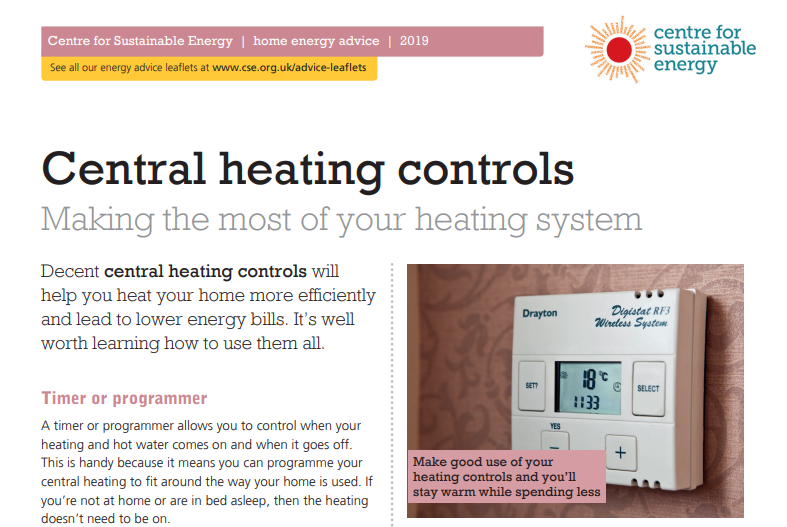 Centre for Sustainable Energy | home energy advice | 2019
See all our energy advice leaflets at www.cse.org.uk/advice-leaflets
centre for
sustainable
energy
Central heating controls
Making the most of your heating system
Decent central heating controls will
help you heat your home more efficiently
and lead to lower energy bills. It's well
worth learning how to use them all.
Timer or programmer
A timer or programmer allows you to control when your
heating and hot water comes on and when it goes off.
This is handy because it means you can programme your
central heating to fit around the way your home is used. If
you're not at home or are in bed asleep, then the heating
doesn't need to be on.
Drayton
Digistat RF3
Wireless System
SET?
18 °C
11:33
SELECT
YES
–
+
Make good use of your
heating controls and you'll
stay warm while spending less